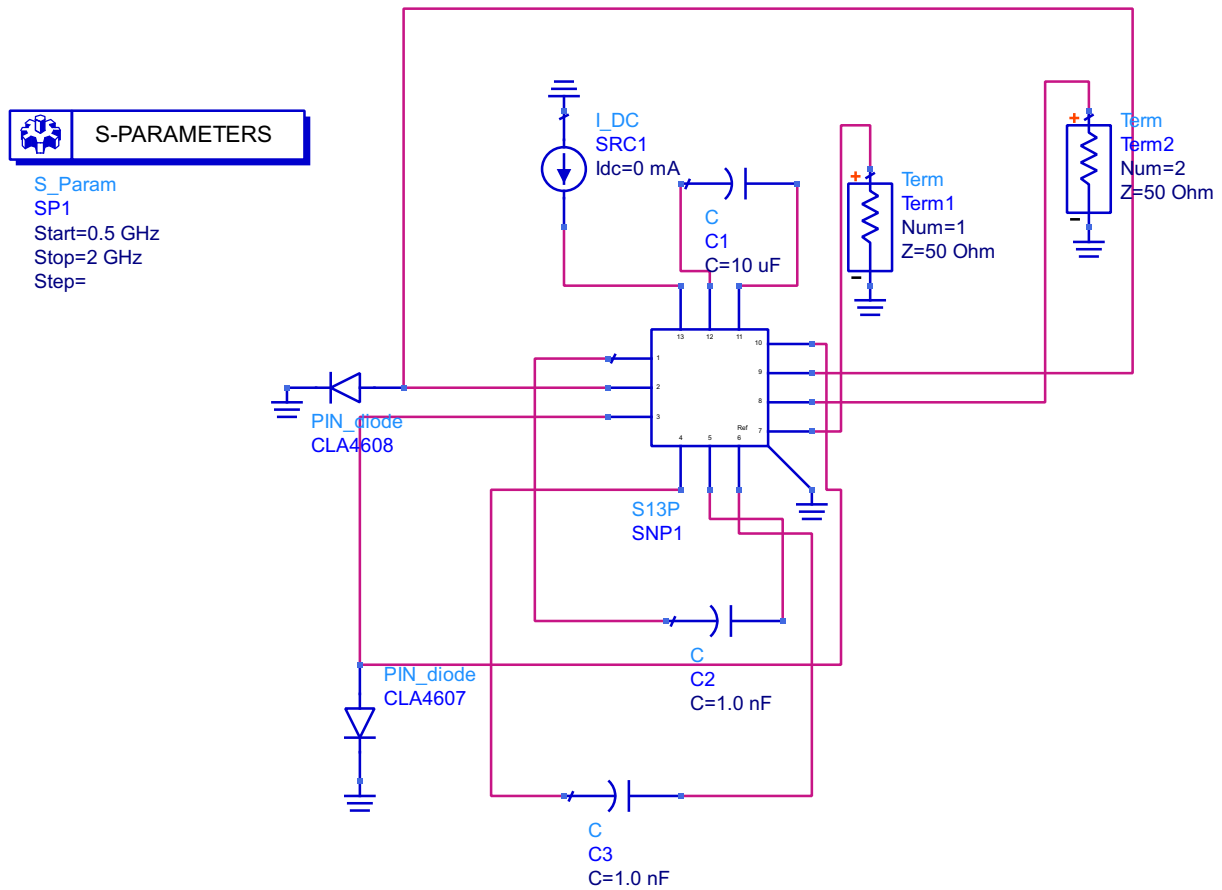 S-PARAMETERS
S_Param
SP1
Start=0.5 GHz
Stop=2 GHz
Step=
I_DC
SRC1
Idc=0 mA
C
C1
C=10 uF
+
Term
Term1
Num=1
Z=50 Ohm
-
+
Term
Term2
Num=2
Z=50 Ohm
-
13 12 11
1
2
3
10
9
8
7
Ref
4 5 6
PIN_diode
CLA4608
S13P
SNP1
C
C2
C=1.0 nF
PIN_diode
CLA4607
C
C3
C=1.0 nF